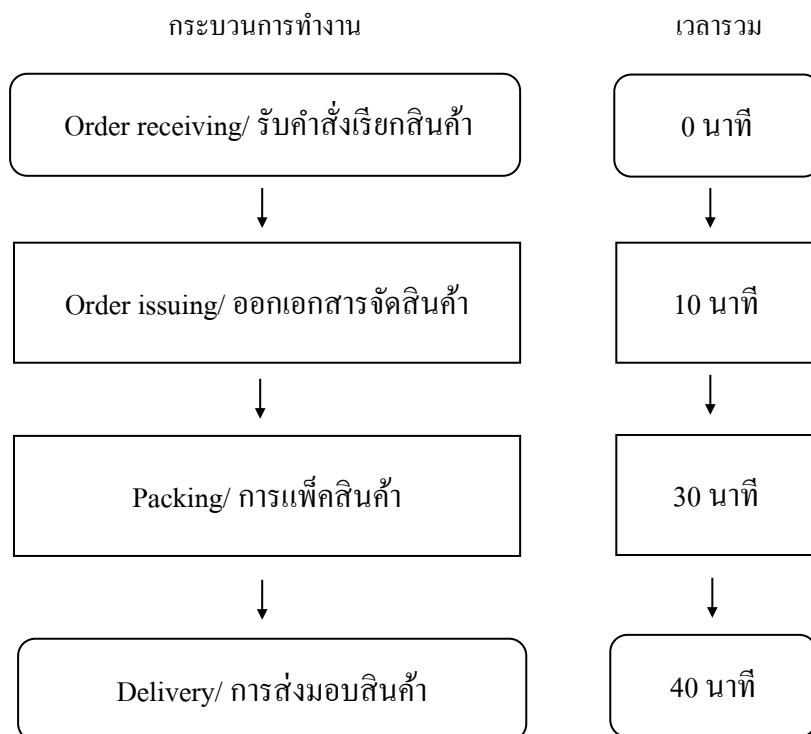 กระบวนการทำงาน เวลารวม
Order receiving/ รับคำสั่งเรียกสินค้า 0 นาที
Order issuing/ ออกเอกสารจัดสินค้า 10 นาที
Packing/ การแพ็คสินค้า 30 นาที
Delivery/ การส่งมอบสินค้า 40 นาที